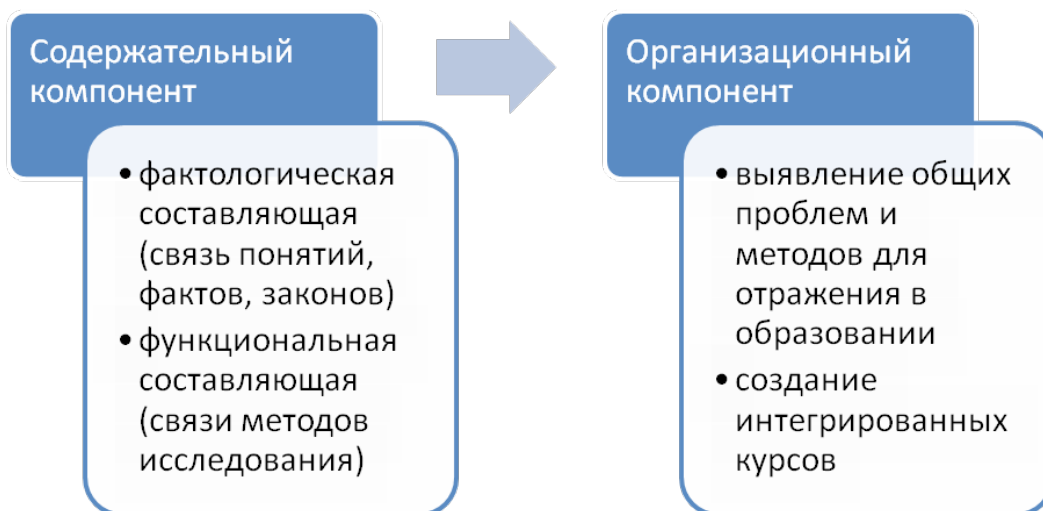 Содержательный
компонент
• фактологическая
составляющая
(связь понятий,
фактов, законов)
• функциональная
составляющая
(связи методов
исследования)
Организационный
компонент
• выявление общих
проблем и
методов для
отражения в
образовании
• создание
интегрированных
курсов